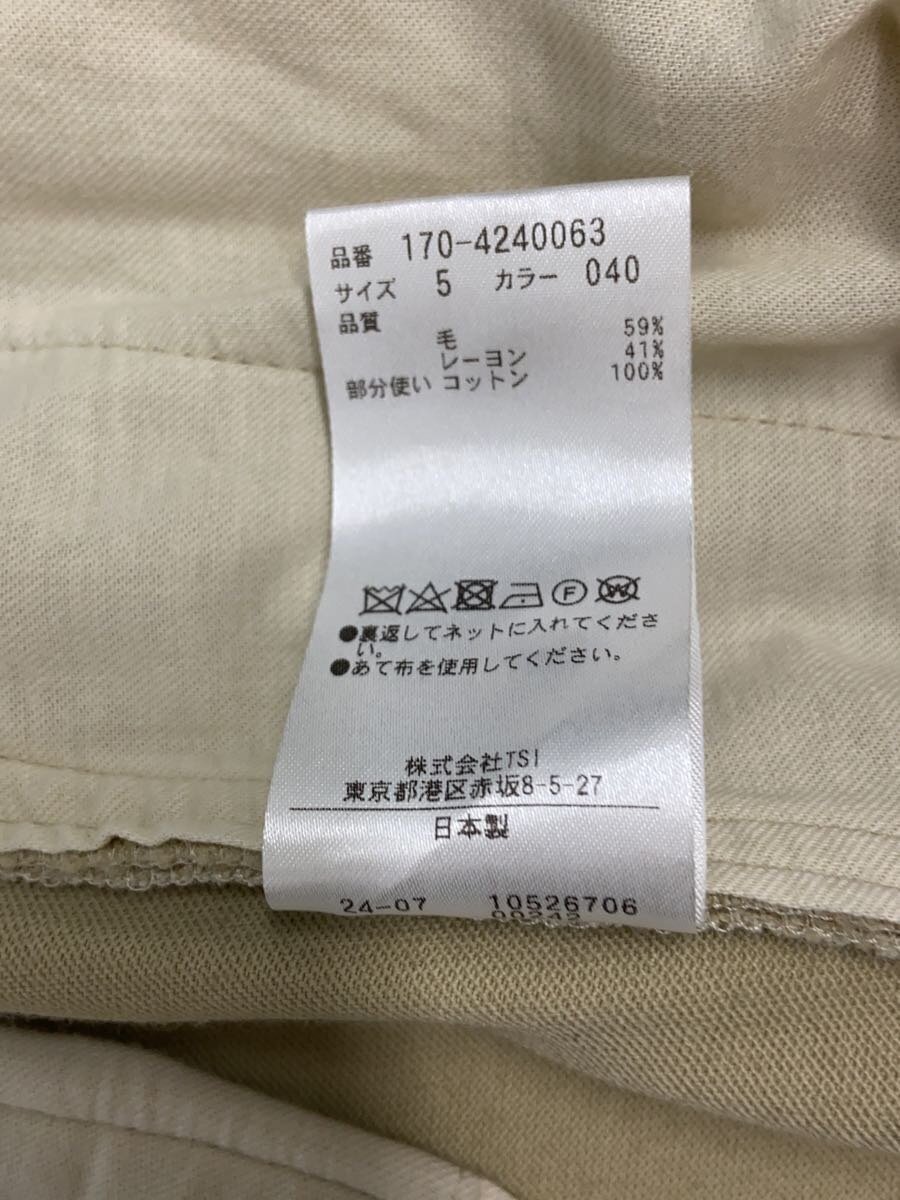 品番 170-4240063
サイズ 5 カラー 040
品質
毛 59%
レーヨン 41%
部分使い コットン 100%
F W
●裏返してネットに入れてくださ
い。
●あて布を使用してください。
株式会社TSI
東京都港区赤坂8-5-27
日本製
24-07 10526706